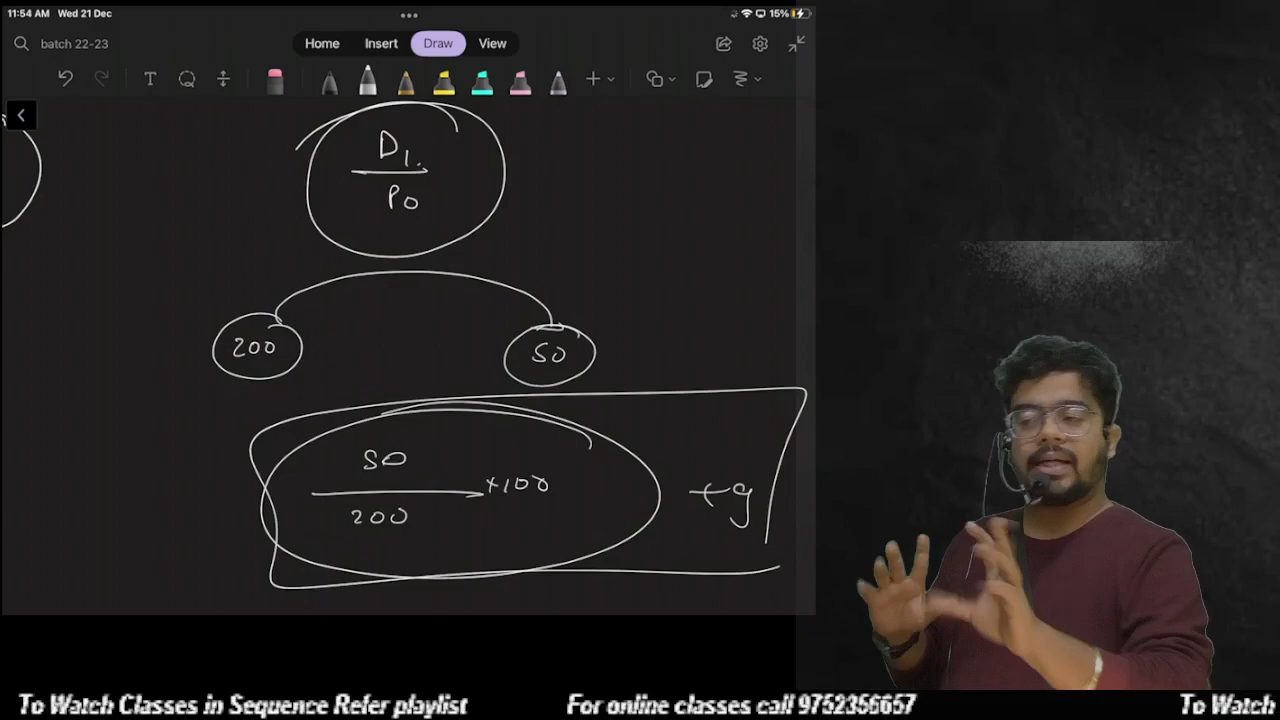 11:54 AM Wed 21 Dec
15%
batch 22-23
Home Insert Draw View
D1
P0
200
50
50
200
×100
+g
To Watch Classes in Sequence Refer playlist
For online classes call 9752356657
To Watch